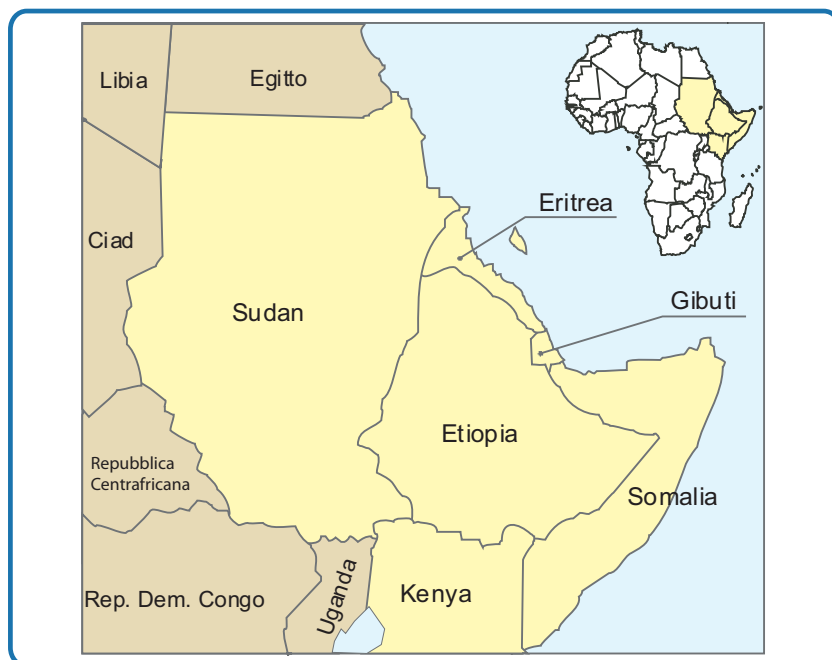 Libia
Egitto
Eritrea
Ciad
Gibuti
Sudan
Etiopia
Repubblica
Centrafricana
Somalia
Rep. Dem. Congo
Uganda
Kenya